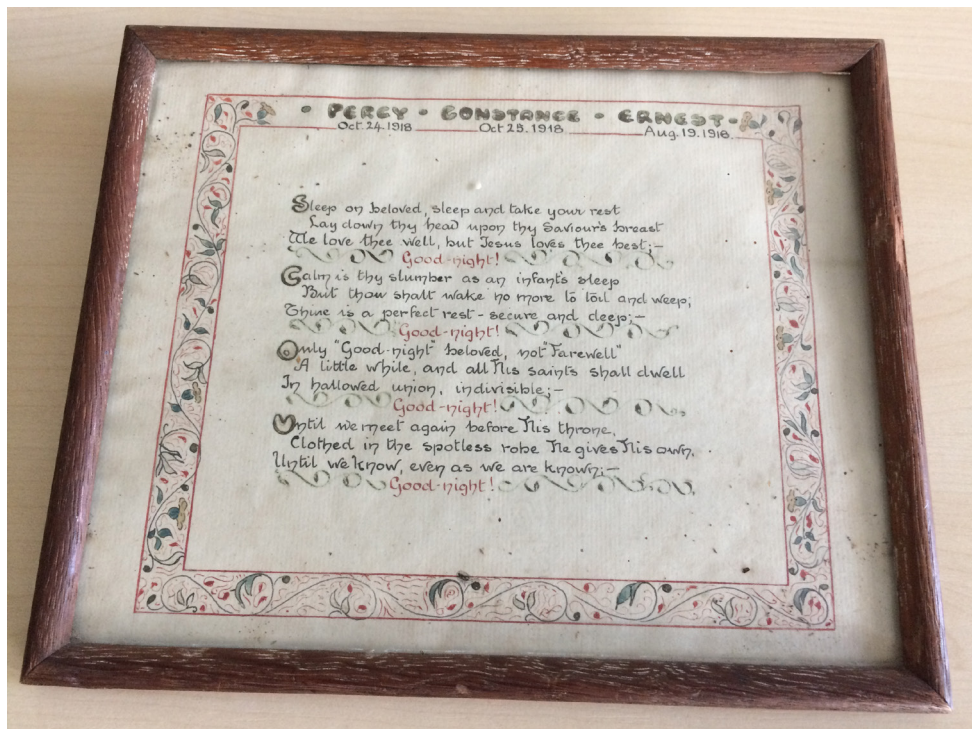 • PERCY • CONSTANCE • ERNEST •
Oct. 24. 1918 Oct 25. 1918 Aug. 19. 1918.
Sleep on beloved, sleep and take your rest
Lay down thy head upon thy Saviour's breast
We love thee well, but Jesus loves thee best;–
Good-night!
Calm is thy slumber as an infant's sleep
But thou shalt wake no more to toil and weep;
Thine is a perfect rest - secure and deep;–
Good-night!
Only "Good-night" beloved, not "Farewell"
A little while, and all His saints shall dwell
In hallowed union, indivisible;–
Good-night!
Until we meet again before His throne,
Clothed in the spotless robe He gives His own,
Until we know, even as we are known;–
Good-night!